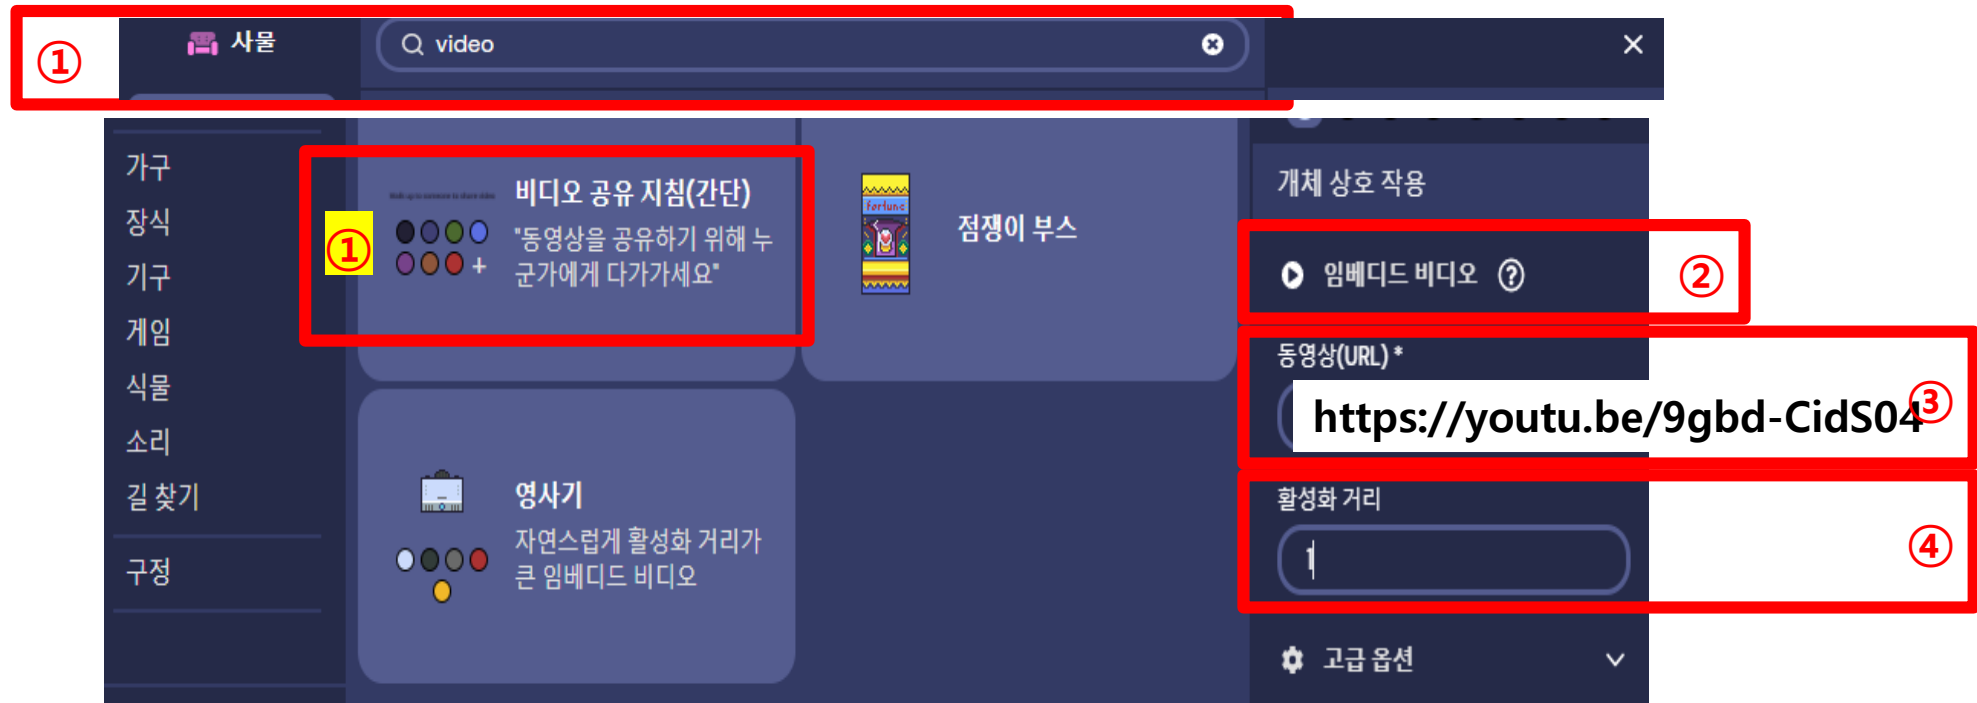 ①
사물
video
가구
장식
기구
게임
식물
소리
길 찾기
구정
①
비디오 공유 지침(간단)
"동영상을 공유하기 위해 누
군가에게 다가가세요"
+
fortune
점쟁이 부스
영사기
자연스럽게 활성화 거리가
큰 임베디드 비디오
개체 상호 작용
임베디드 비디오 ?
②
동영상(URL) *
https://youtu.be/9gbd-CidS04
③
활성화 거리
1
④
고급 옵션